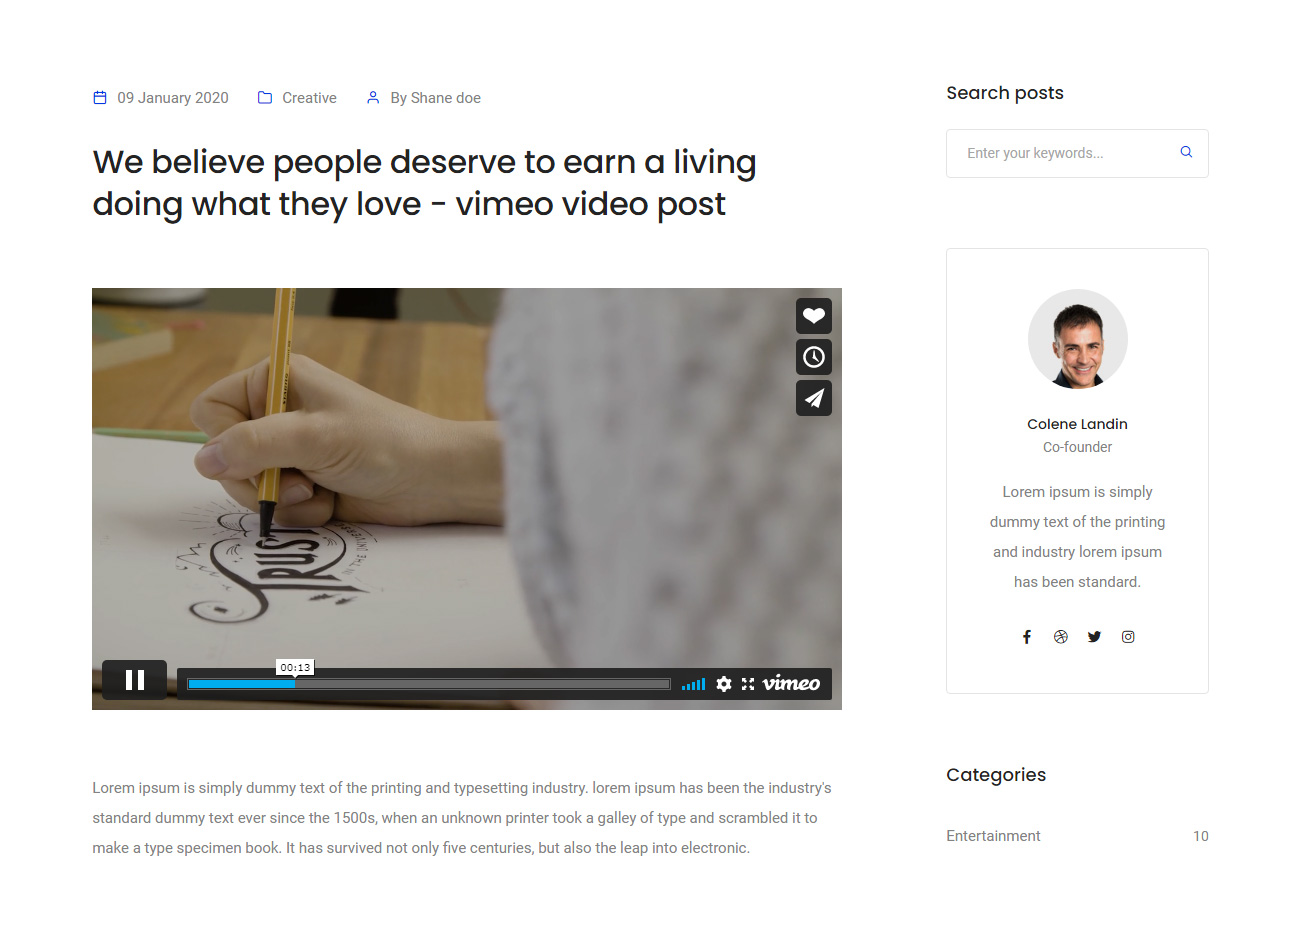 09 January 2020 Creative By Shane doe
We believe people deserve to earn a living
doing what they love - vimeo video post
TRUST
IN THE
00:13
vimeo
Lorem ipsum is simply dummy text of the printing and typesetting industry. lorem ipsum has been the industry's
standard dummy text ever since the 1500s, when an unknown printer took a galley of type and scrambled it to
make a type specimen book. It has survived not only five centuries, but also the leap into electronic.
Search posts
Enter your keywords...
Colene Landin
Co-founder
Lorem ipsum is simply
dummy text of the printing
and industry lorem ipsum
has been standard.
Categories
Entertainment 10